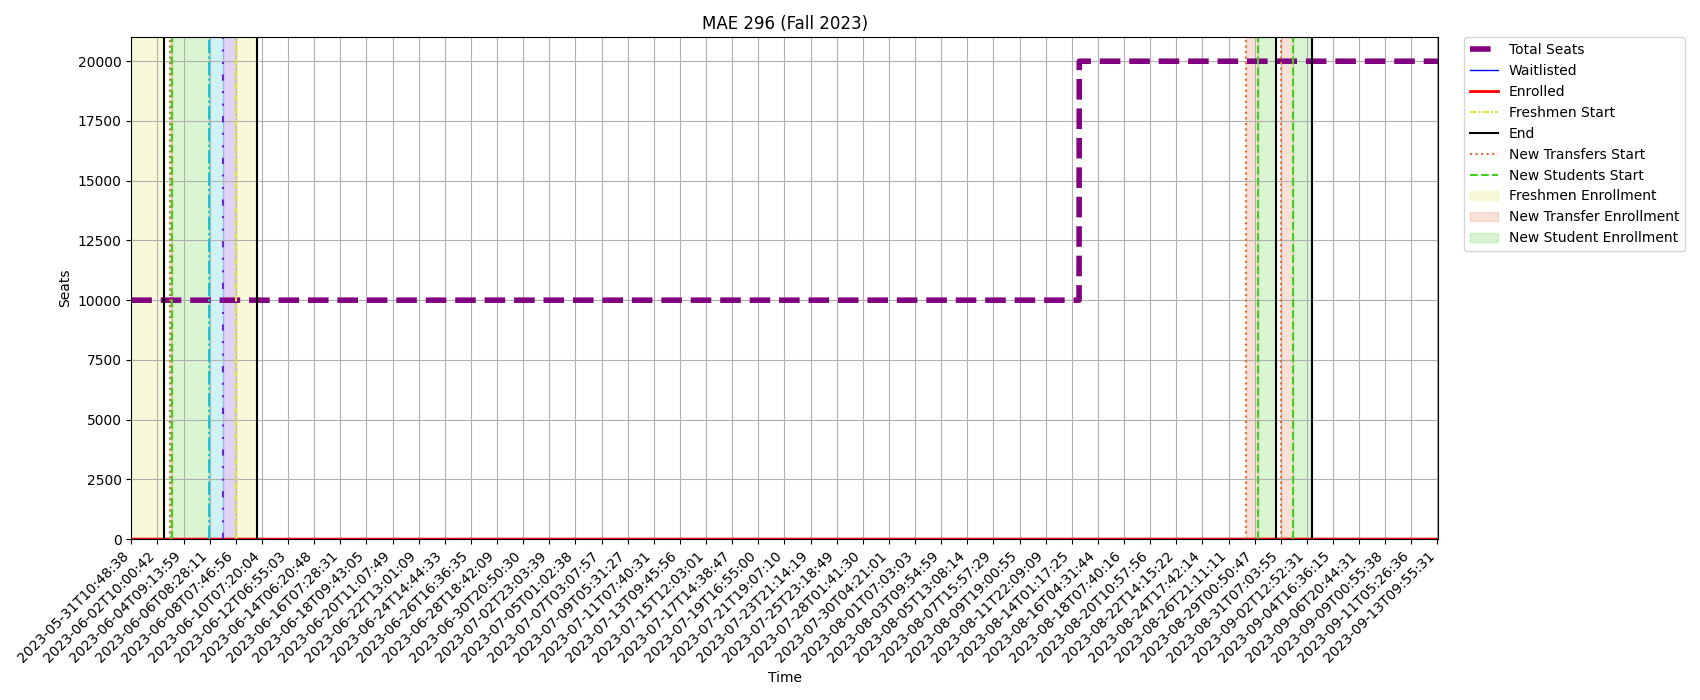 MAE 296 (Fall 2023)
Seats
20000
17500
15000
12500
10000
7500
5000
2500
0
Total Seats
Waitlisted
Enrolled
Freshmen Start
End
New Transfers Start
New Students Start
Freshmen Enrollment
New Transfer Enrollment
New Student Enrollment
2023-05-31T10:48:38
2023-06-02T10:00:42
2023-06-04T09:13:59
2023-06-06T08:28:11
2023-06-08T07:46:56
2023-06-10T07:20:04
2023-06-12T06:55:03
2023-06-14T06:20:48
2023-06-16T07:28:31
2023-06-18T09:43:05
2023-06-20T11:07:49
2023-06-22T13:01:09
2023-06-24T14:44:33
2023-06-26T16:36:35
2023-06-28T18:42:09
2023-06-30T20:50:30
2023-07-02T23:03:39
2023-07-05T01:02:38
2023-07-07T03:07:57
2023-07-09T05:31:27
2023-07-11T07:40:31
2023-07-13T09:45:56
2023-07-15T12:03:01
2023-07-17T14:38:47
2023-07-19T16:55:00
2023-07-21T19:07:10
2023-07-23T21:14:19
2023-07-25T23:18:49
2023-07-28T01:41:30
2023-07-30T04:21:01
2023-08-01T07:03:03
2023-08-03T09:54:59
2023-08-05T13:08:14
2023-08-07T15:57:29
2023-08-09T19:00:55
2023-08-11T22:09:09
2023-08-14T01:17:25
2023-08-16T04:31:44
2023-08-18T07:40:16
2023-08-20T10:57:56
2023-08-22T14:15:22
2023-08-24T17:42:14
2023-08-26T21:11:11
2023-08-29T00:50:47
2023-08-31T07:03:55
2023-09-02T12:52:31
2023-09-04T16:36:15
2023-09-06T20:44:31
2023-09-09T00:55:38
2023-09-11T05:26:36
2023-09-13T09:55:31
Time